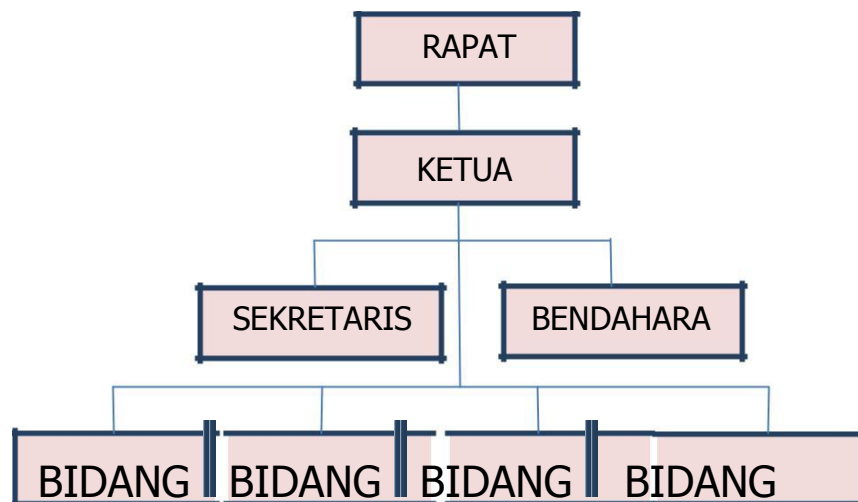 RAPAT
KETUA
SEKRETARIS
BENDAHARA
BIDANG
BIDANG
BIDANG
BIDANG